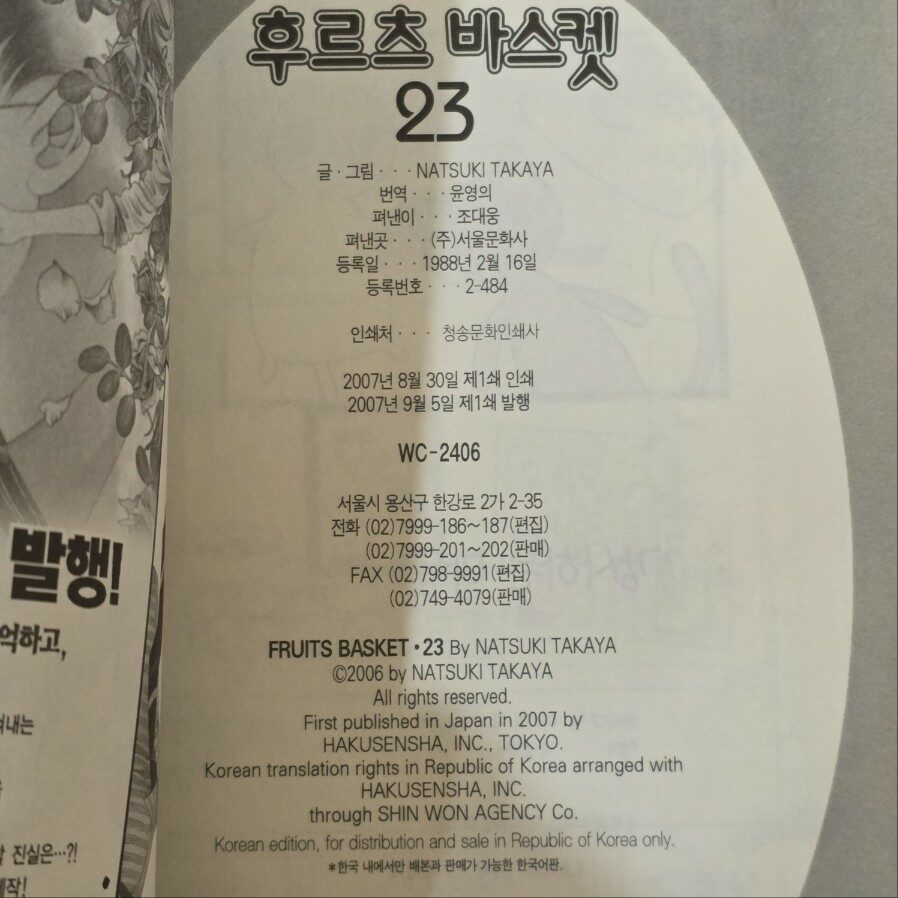 후르츠 바스켓
23
글·그림··· NATSUKI TAKAYA
번역··· 윤영의
펴낸이··· 조대웅
펴낸곳··· (주)서울문화사
등록일··· 1988년 2월 16일
등록번호··· 2-484
인쇄처··· 청송문화인쇄사
2007년 8월 30일 제1쇄 인쇄
2007년 9월 5일 제1쇄 발행
WC-2406
서울시 용산구 한강로 2가 2-35
전화 (02)7999-186~187(편집)
(02)7999-201~202(판매)
FAX (02)798-9991(편집)
(02)749-4079(판매)
FRUITS BASKET·23 By NATSUKI TAKAYA
©2006 by NATSUKI TAKAYA
All rights reserved.
First published in Japan in 2007 by
HAKUSENSHA, INC., TOKYO.
Korean translation rights in Republic of Korea arranged with
HAKUSENSHA, INC.
through SHIN WON AGENCY Co.
Korean edition, for distribution and sale in Republic of Korea only.
*한국 내에서만 배본과 판매가 가능한 한국어판.
발행!
억하고,
진실은…?!